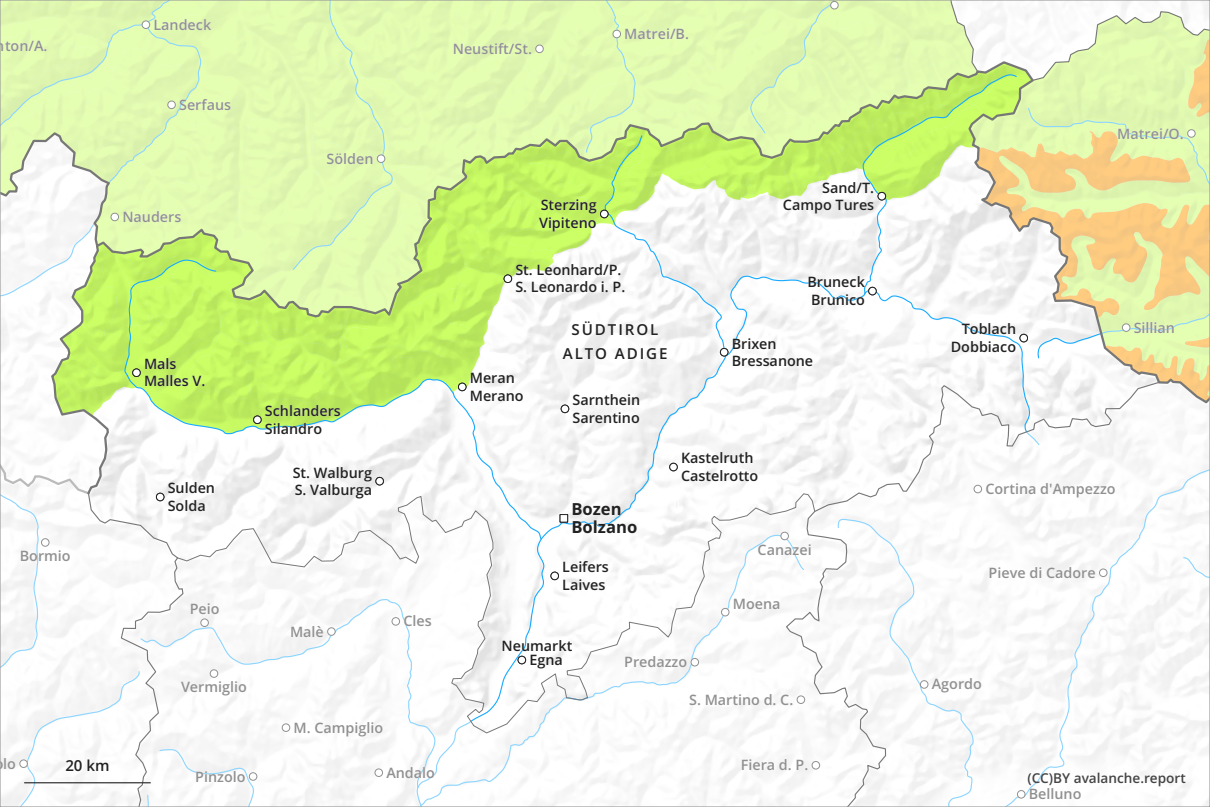 Landeck
nton/A.
Neustift/St.
Matrei/B.
Serfaus
Matrei/O.
Sölden
Nauders
Sand/T.
Campo Tures
Sterzing
Vipiteno
St. Leonhard/P.
S. Leonardo i. P.
Bruneck
Brunico
SÜDTIROL
ALTO ADIGE
Toblach
Dobbiaco
Sillian
Brixen
Bressanone
Mals
Malles V.
Meran
Merano
Schlanders
Silandro
Sarnthein
Sarentino
Kastelruth
Castelrotto
St. Walburg
S. Valburga
Sulden
Solda
Cortina d'Ampezzo
Bozen
Bolzano
Bormio
Canazei
Leifers
Laives
Pieve di Cadore
Peio
Moena
Cles
Malè
Neumarkt
Egna
Predazzo
Vermiglio
Agordo
S. Martino d. C.
M. Campiglio
olo
20 km
Pinzolo
Andalo
Fiera d. P.
(CC)BY avalanche.report
Belluno